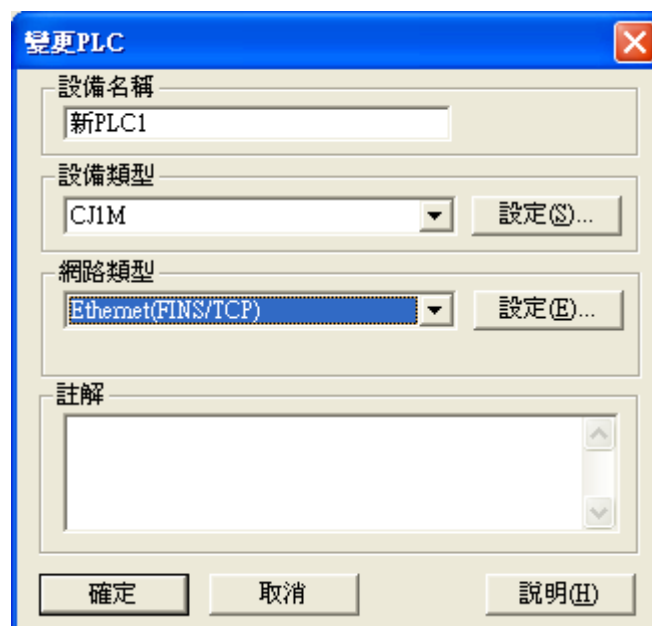 變更PLC
設備名稱
新PLC1
設備類型
CJ1M
設定(S)...
網路類型
Ethernet(FINS/TCP)
設定(E)...
註解
確定
取消
說明(H)